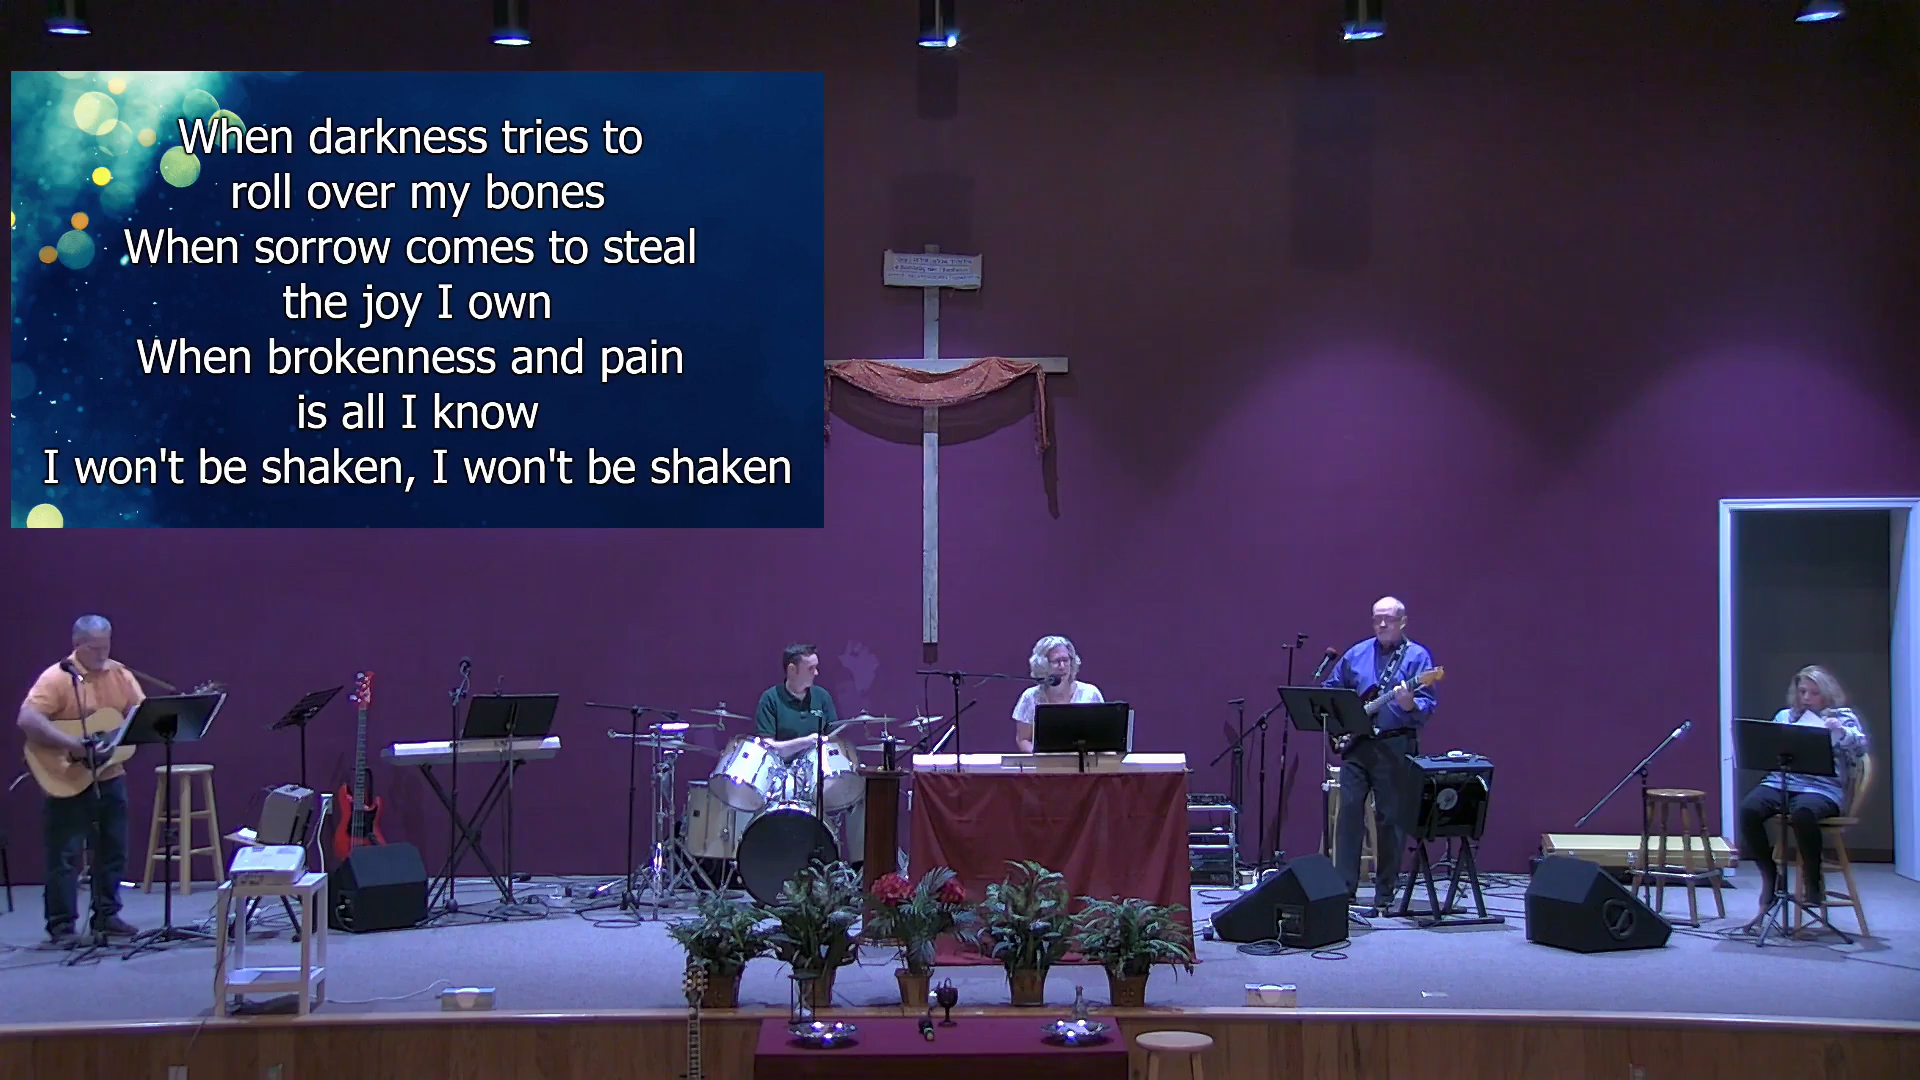 When darkness tries to
roll over my bones
When sorrow comes to steal
the joy I own
When brokenness and pain
is all I know
I won't be shaken, I won't be shaken